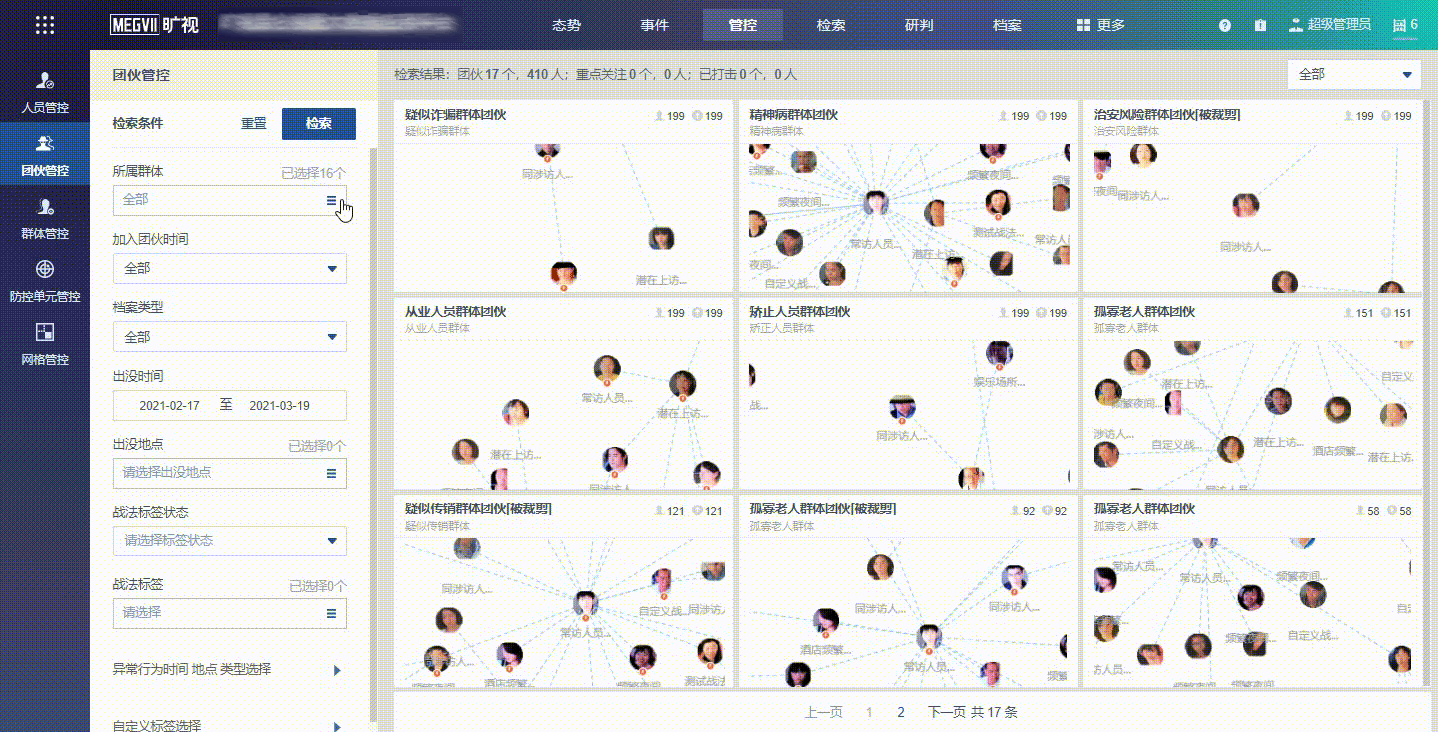 MEGVII 旷视
态势 事件 管控 检索 研判 档案 更多
超级管理员 6
人员管控
团伙管控
群体管控
防控单元管控
网格管控
团伙管控
检索条件 重置 检索
所属群体 已选择16个
全部
加入团伙时间
全部
档案类型
全部
出没时间
2021-02-17 至 2021-03-19
出没地点 已选择0个
请选择出没地点
战法标签状态
请选择标签状态
战法标签 已选择0个
请选择
异常行为时间 地点 类型选择
自定义标签选择
检索结果: 团伙 17 个, 410 人; 重点关注 0 个, 0 人; 已打击 0 个, 0 人
全部
疑似诈骗群体团伙 199 199
疑似诈骗群体
同涉访人...
潜在上访...
精神病群体团伙 199 199
精神病群体
频繁夜间...
频繁夜间...
测试战法...
常访人员...
常访人
潜在上访...
夜间...
自定义战...
治安风险群体团伙[被裁剪] 199 199
治安风险群体
夜间...
同涉访人...
同涉访人...
从业人员群体团伙 199 199
从业人员群体
常访人员...
潜在上访...
潜在上访...
同涉访人
矫正人员群体团伙 199 199
矫正人员群体
娱乐场所...
战...
同涉访人...
孤寡老人群体团伙 151 151
孤寡老人群体
自定义
潜在上访...
频繁夜间...
涉访人...
自定义战...
潜在上访...
酒店频繁...
潜在上访...
同涉访人
疑似传销群体团伙[被裁剪] 121 121
疑似传销群体
同涉访人...
自定义战...
同涉访
常访人员...
访人...
频繁夜间
酒店频繁...
频繁夜间
测试战法
孤寡老人群体团伙[被裁剪] 92 92
孤寡老人群体
同涉访人...
同涉访人...
酒店频繁...
常访人员...
频繁
孤寡老人群体团伙 58 58
孤寡老人群体
常访人员...
常访人员...
频繁夜间...
自定义战...
频繁夜间...
访人员...
频繁夜间
频繁夜间
上一页 1 2 下一页 共 17 条